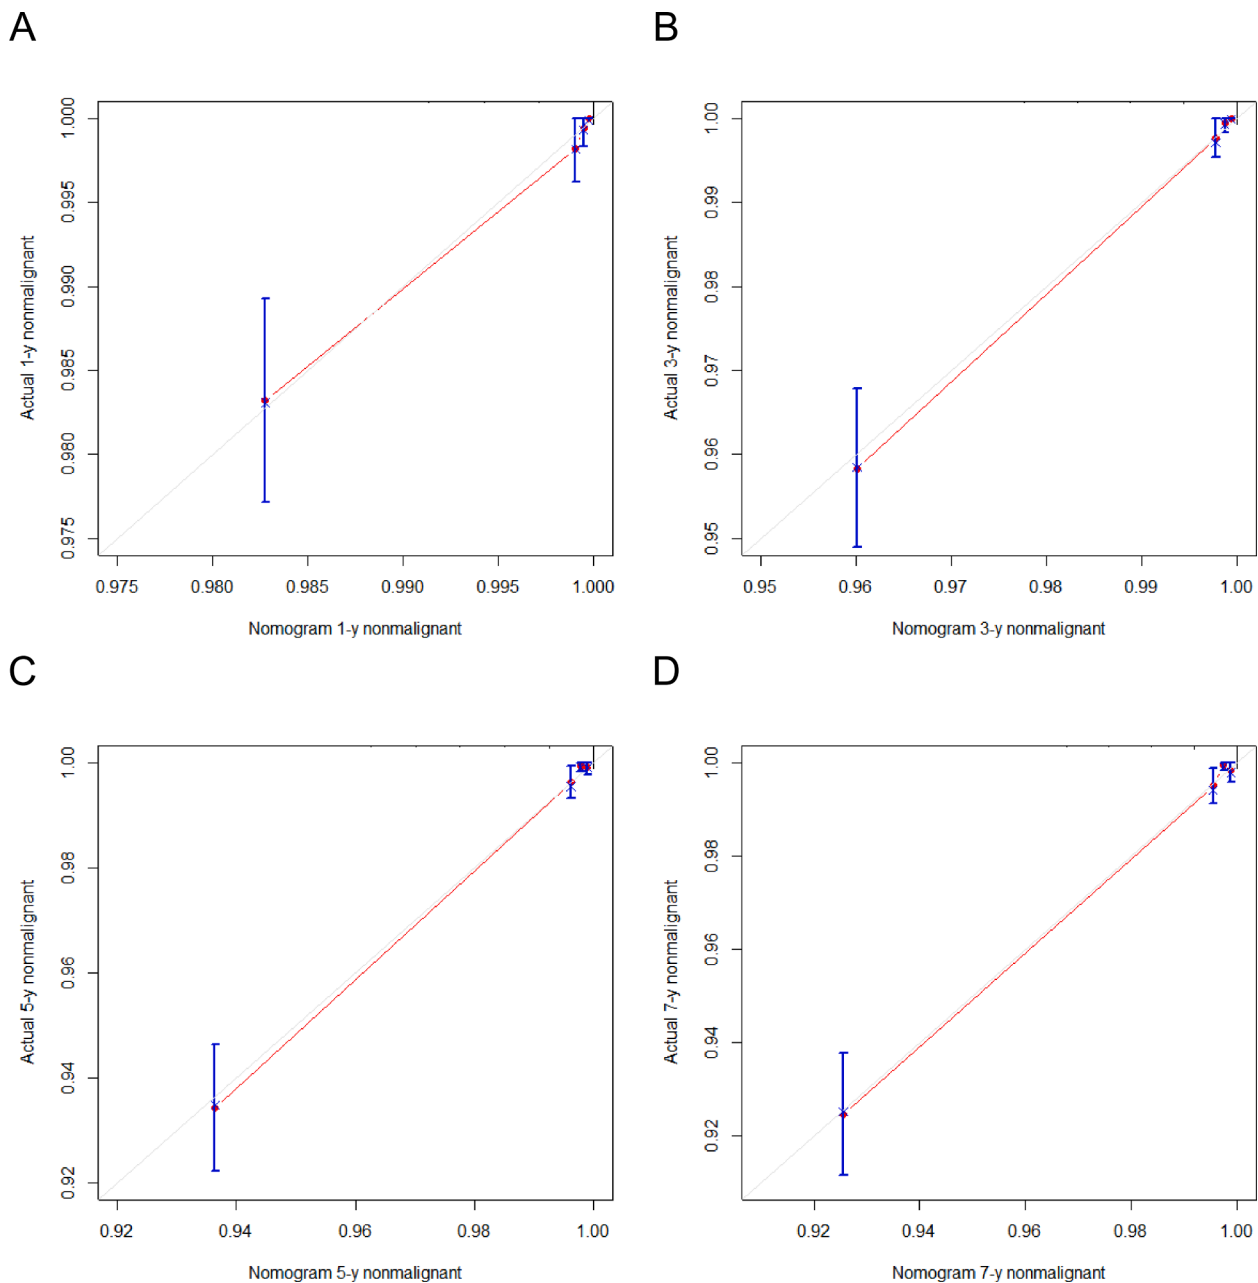 A
B
1.000
0.995
0.990
0.985
0.980
0.975
Actual 1-y nonmalignant
0.975 0.980 0.985 0.990 0.995 1.000
Nomogram 1-y nonmalignant
1.00
0.99
0.98
0.97
0.96
0.95
Actual 3-y nonmalignant
0.95 0.96 0.97 0.98 0.99 1.00
Nomogram 3-y nonmalignant
C
D
1.00
0.98
0.96
0.94
0.92
Actual 5-y nonmalignant
0.92 0.94 0.96 0.98 1.00
Nomogram 5-y nonmalignant
1.00
0.98
0.96
0.94
0.92
Actual 7-y nonmalignant
0.92 0.94 0.96 0.98 1.00
Nomogram 7-y nonmalignant